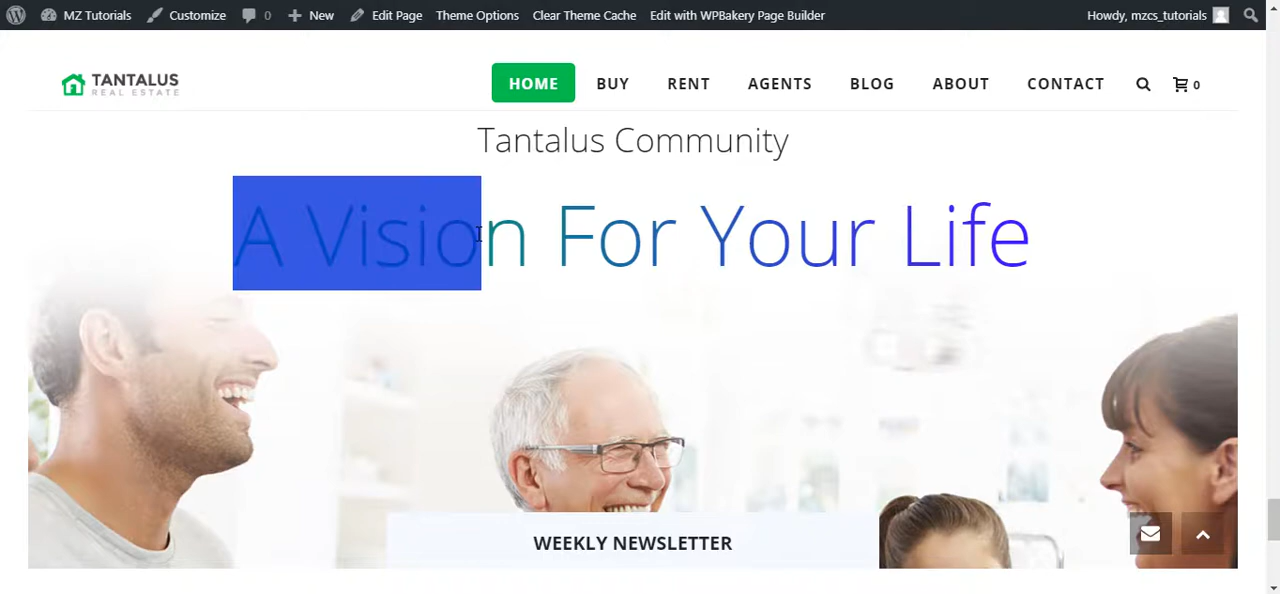 MZ Tutorials Customize 0 New Edit Page Theme Options Clear Theme Cache Edit with WPBakery Page Builder Howdy, mzcs_tutorials
TANTALUS
REAL ESTATE
HOME BUY RENT AGENTS BLOG ABOUT CONTACT 0
Tantalus Community
A Vision For Your Life
WEEKLY NEWSLETTER